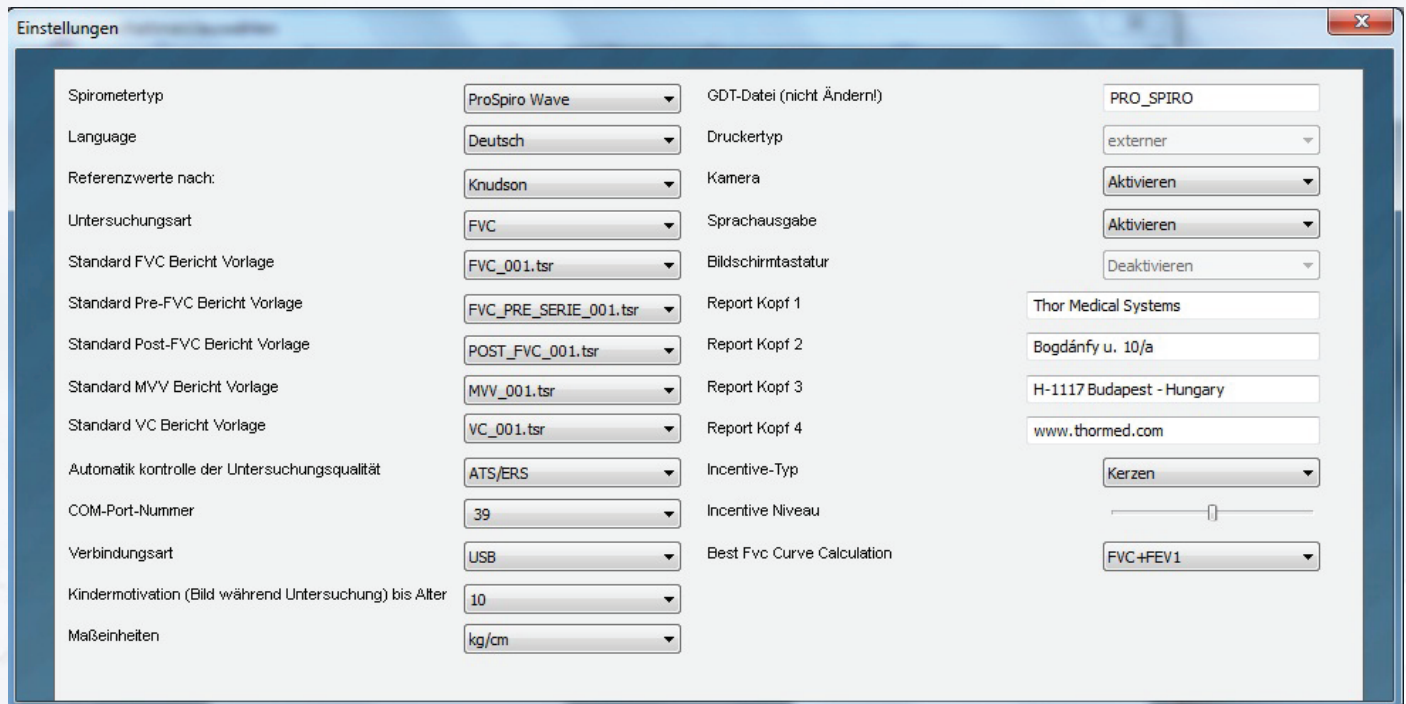 Einstellungen
Spirometertyp ProSpiro Wave
Language Deutsch
Referenzwerte nach: Knudson
Untersuchungsart FVC
Standard FVC Bericht Vorlage FVC_001.tsr
Standard Pre-FVC Bericht Vorlage FVC_PRE_SERIE_001.tsr
Standard Post-FVC Bericht Vorlage POST_FVC_001.tsr
Standard MVV Bericht Vorlage MVV_001.tsr
Standard VC Bericht Vorlage VC_001.tsr
Automatik kontrolle der Untersuchungsqualität ATS/ERS
COM-Port-Nummer 39
Verbindungsart USB
Kindermotivation (Bild während Untersuchung) bis Alter 10
Maßeinheiten kg/cm
GDT-Datei (nicht Ändern!) PRO_SPIRO
Druckertyp externer
Kamera Aktivieren
Sprachausgabe Aktivieren
Bildschirmtastatur Deaktivieren
Report Kopf 1 Thor Medical Systems
Report Kopf 2 Bogdánfy u. 10/a
Report Kopf 3 H-1117 Budapest - Hungary
Report Kopf 4 www.thormed.com
Incentive-Typ Kerzen
Incentive Niveau
Best Fvc Curve Calculation FVC+FEV1